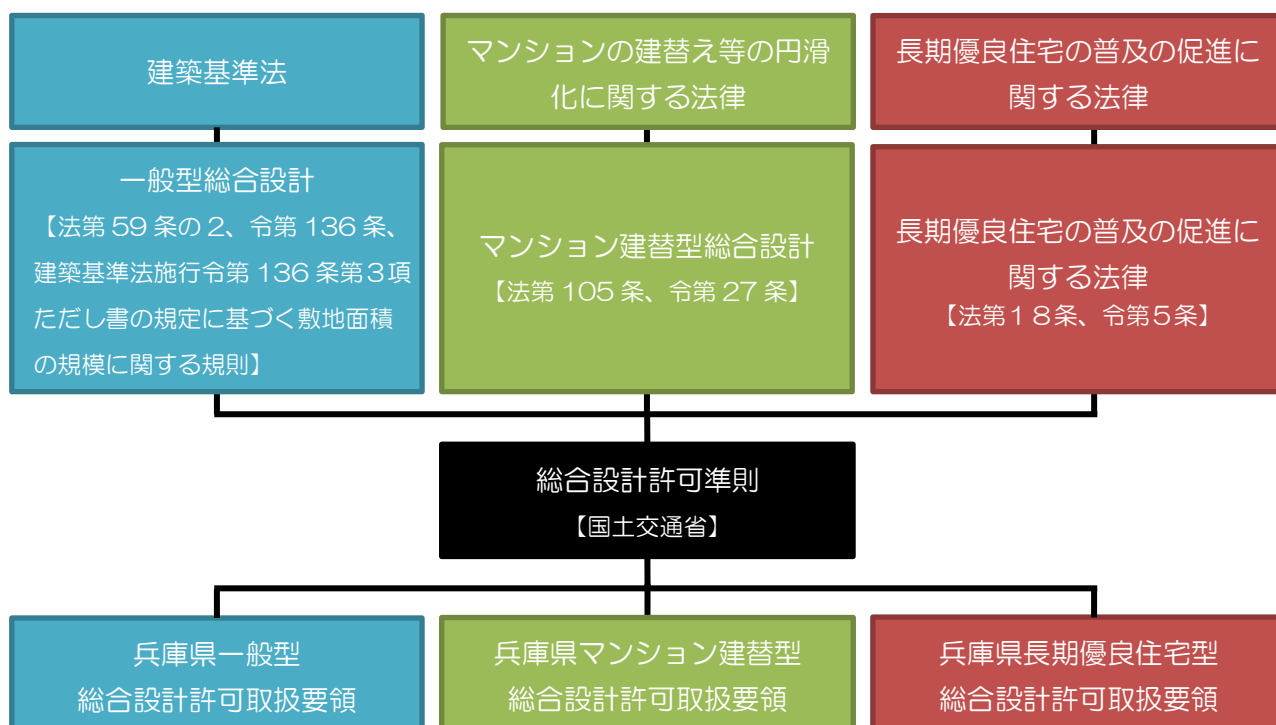 建築基準法
マンションの建替え等の円滑
化に関する法律
長期優良住宅の普及の促進に
関する法律
一般型総合設計
【法第 59 条の 2、令第 136 条、
建築基準法施行令第 136 条第３項
ただし書の規定に基づく敷地面積
の規模に関する規則】
マンション建替型総合設計
【法第 105 条、令第 27 条】
長期優良住宅の普及の促進に
関する法律
【法第１８条、令第５条】
総合設計許可準則
【国土交通省】
兵庫県一般型
総合設計許可取扱要領
兵庫県マンション建替型
総合設計許可取扱要領
兵庫県長期優良住宅型
総合設計許可取扱要領